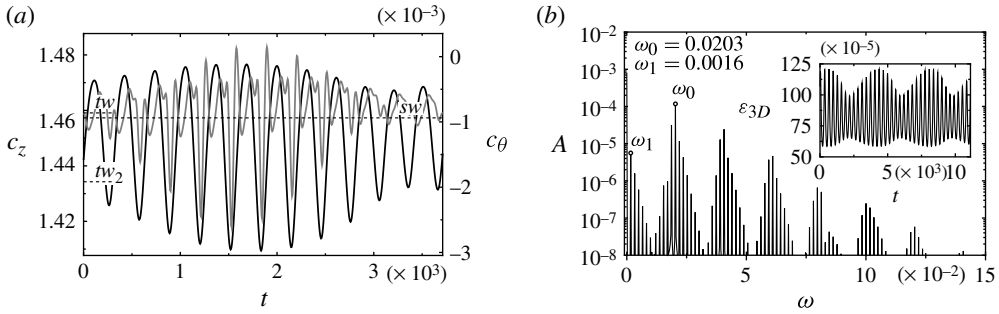 (a)
(× 10⁻³)
1.48
1.46
1.44
1.42
c_z
tw
tw₂
sw
0
−1
−2
−3
c_θ
0
1
2
3
(× 10³)
t
(b)
10⁻²
10⁻³
10⁻⁴
10⁻⁵
10⁻⁶
10⁻⁷
10⁻⁸
A
ω₀ = 0.0203
ω₁ = 0.0016
ω₀
ω₁
ε₃D
(× 10⁻⁵)
125
100
75
50
0
5
(× 10³)
10
t
0
5
10
(× 10⁻²)
15
ω